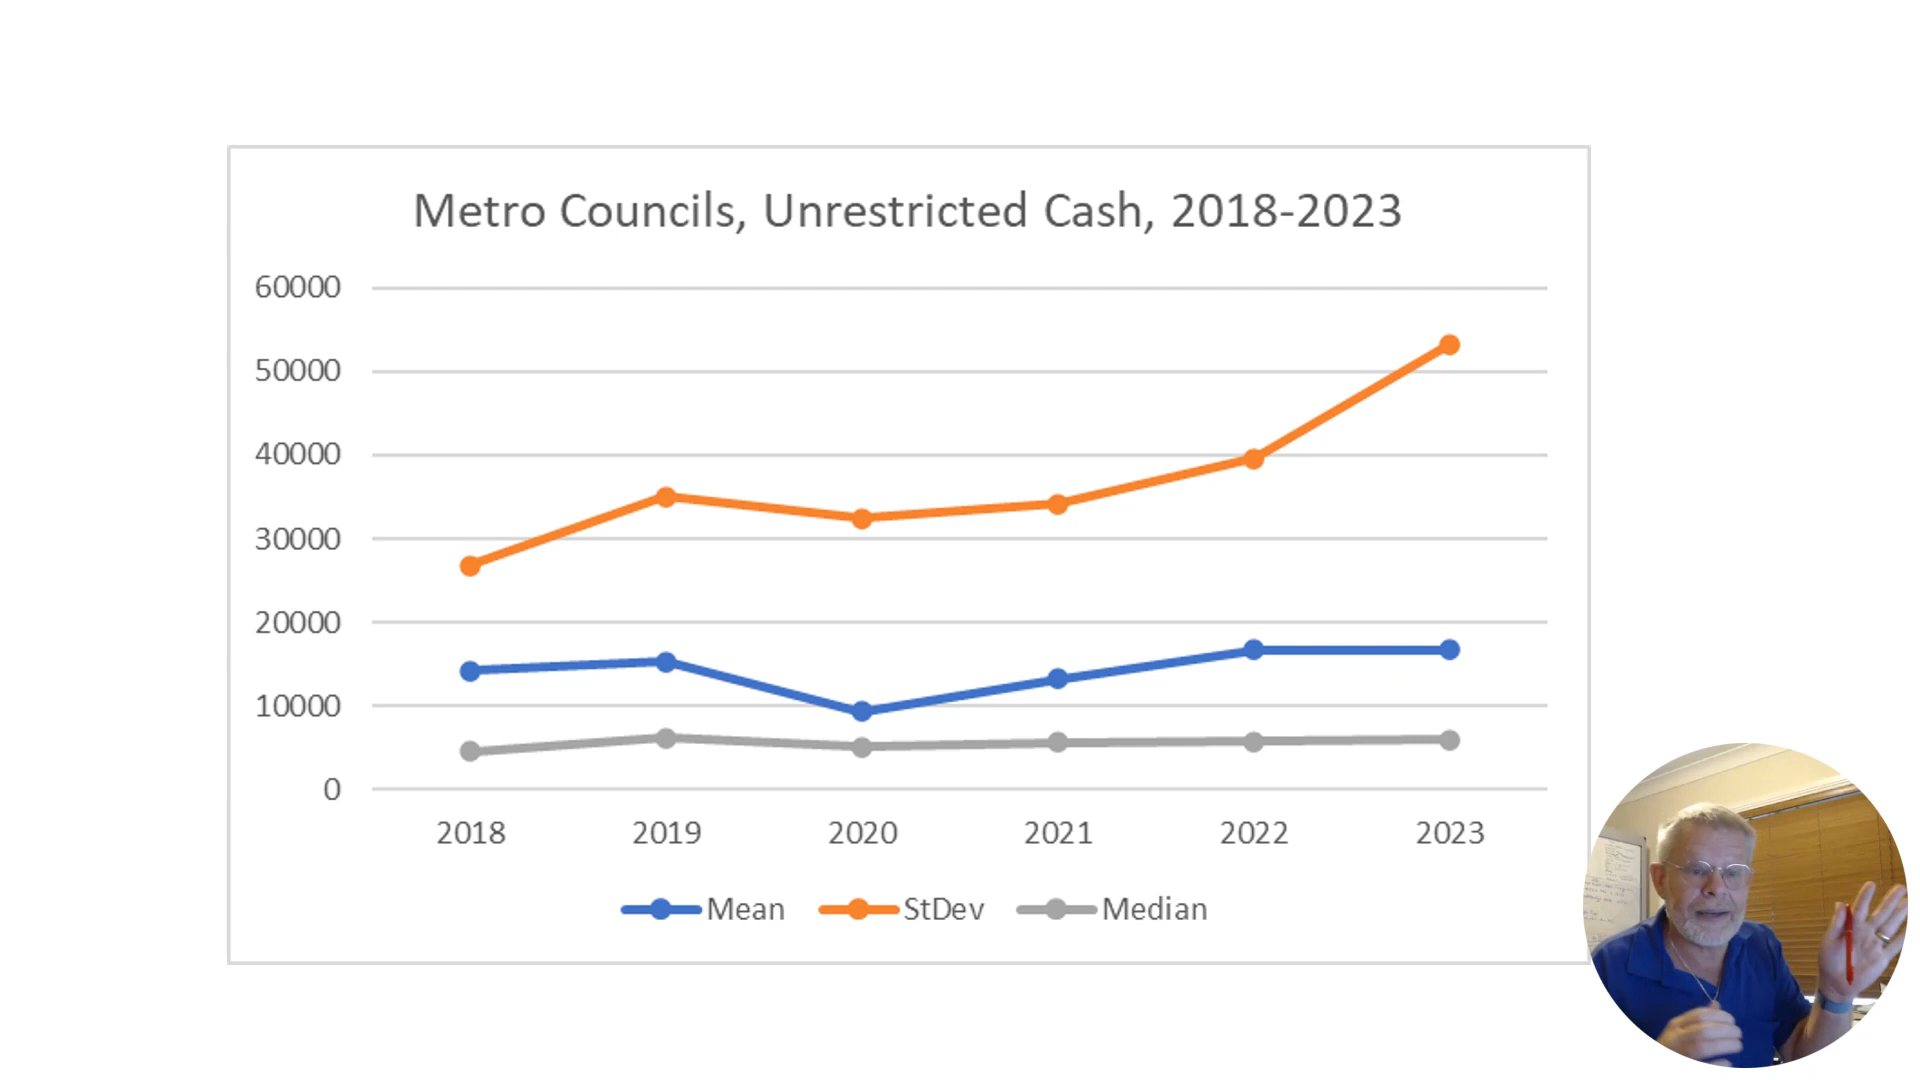 Metro Councils, Unrestricted Cash, 2018-2023
60000
50000
40000
30000
20000
10000
0
2018 2019 2020 2021 2022 2023
Mean StDev Median